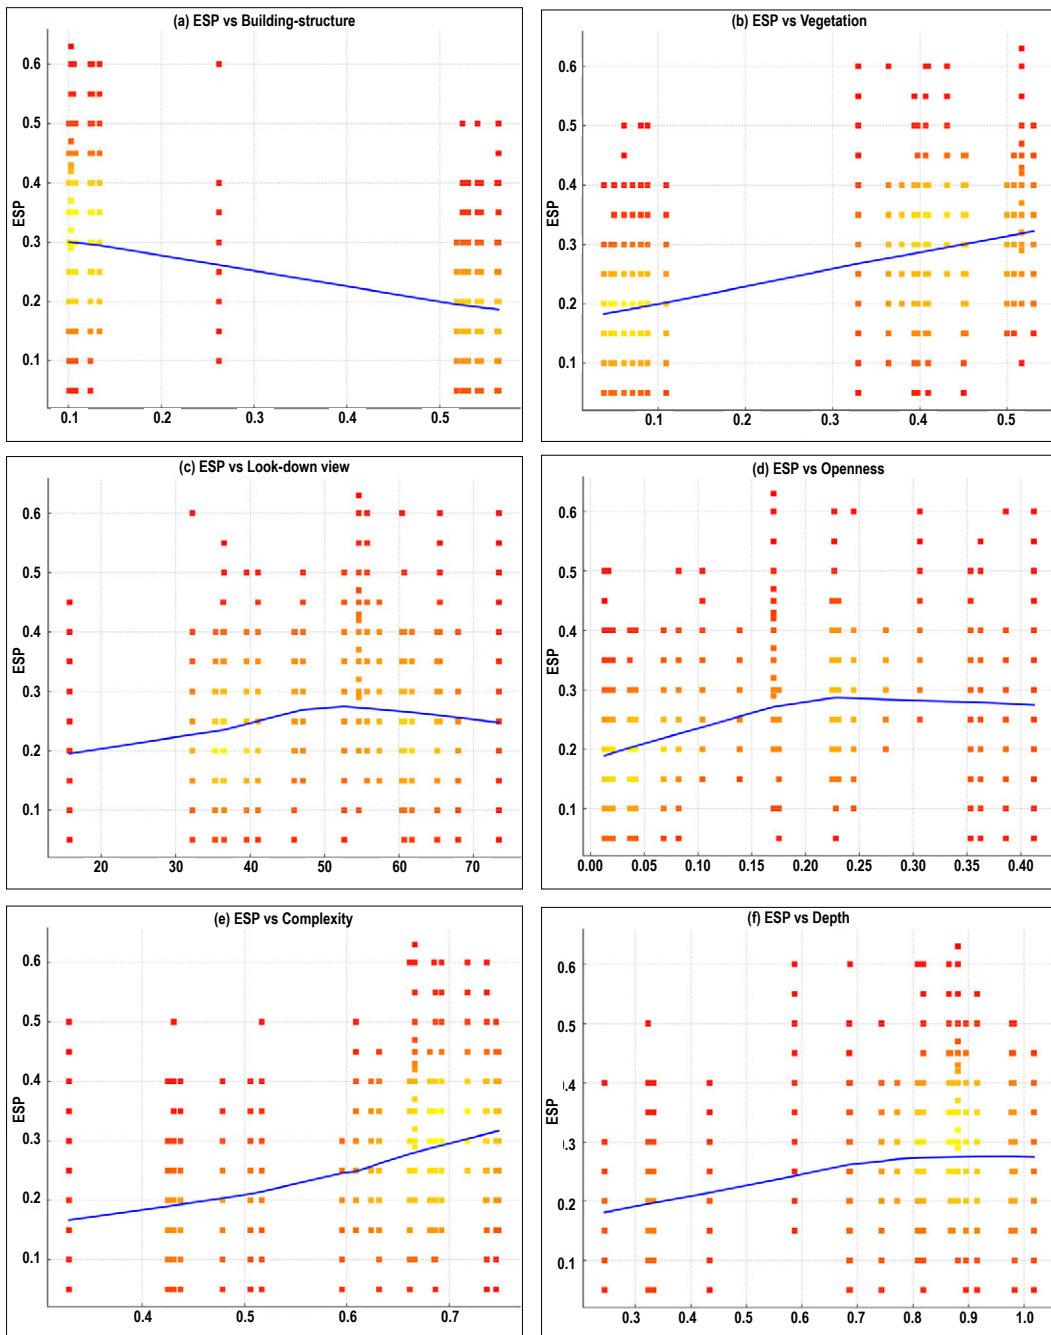 (a) ESP vs Building-structure
0.6
0.5
0.4
ESP
0.3
0.2
0.1
0.1 0.2 0.3 0.4 0.5
(b) ESP vs Vegetation
0.6
0.5
0.4
ESP
0.3
0.2
0.1
0.1 0.2 0.3 0.4 0.5
(c) ESP vs Look-down view
0.6
0.5
0.4
ESP
0.3
0.2
0.1
20 30 40 50 60 70
(d) ESP vs Openness
0.6
0.5
0.4
ESP
0.3
0.2
0.1
0.00 0.05 0.10 0.15 0.20 0.25 0.30 0.35 0.40
(e) ESP vs Complexity
0.6
0.5
0.4
ESP
0.3
0.2
0.1
0.4 0.5 0.6 0.7
(f) ESP vs Depth
0.6
0.5
.4
ESP
.3
0.2
0.1
0.3 0.4 0.5 0.6 0.7 0.8 0.9 1.0